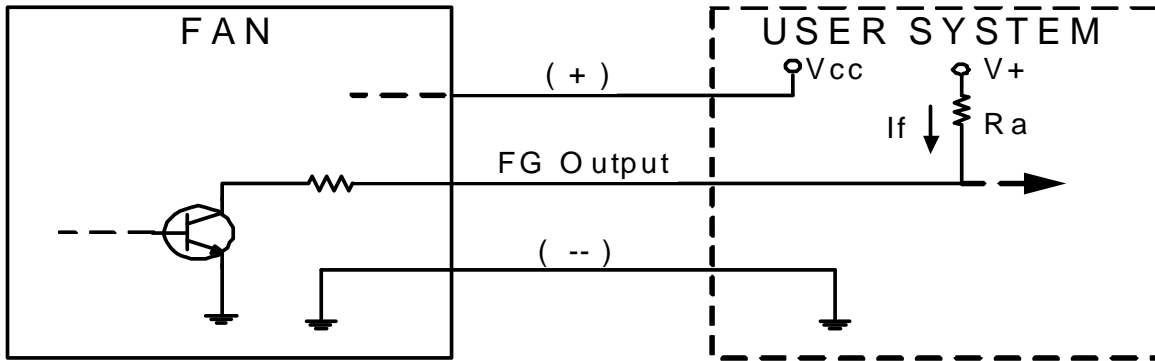 FAN
USER SYSTEM
( + )
Vcc
V+
If
Ra
FG Output
( -- )